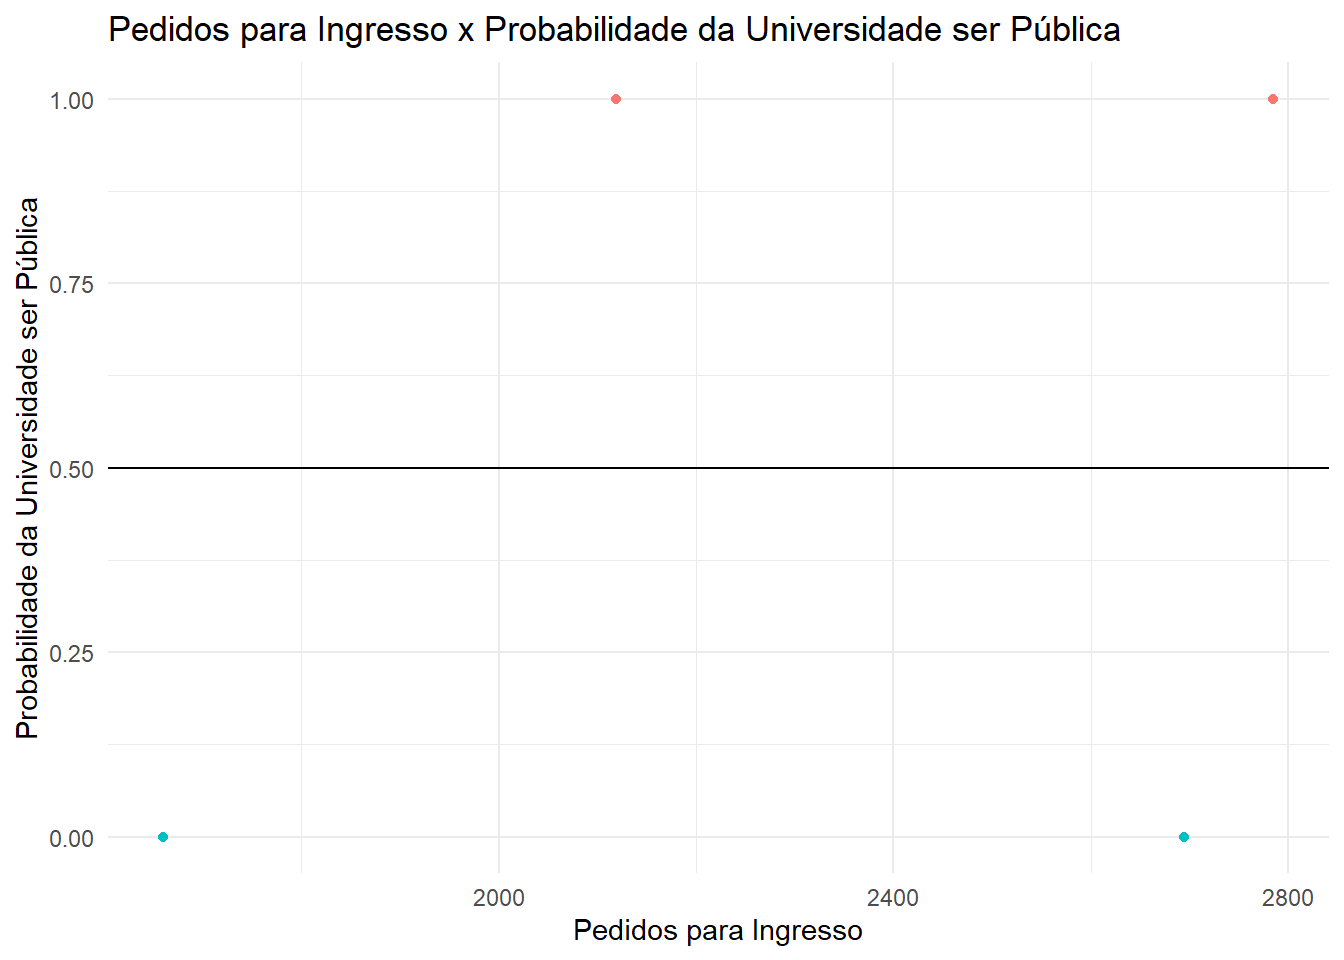 Pedidos para Ingresso x Probabilidade da Universidade ser Pública
Probabilidade da Universidade ser Pública
1.00
0.75
0.50
0.25
0.00
2000 2400 2800
Pedidos para Ingresso